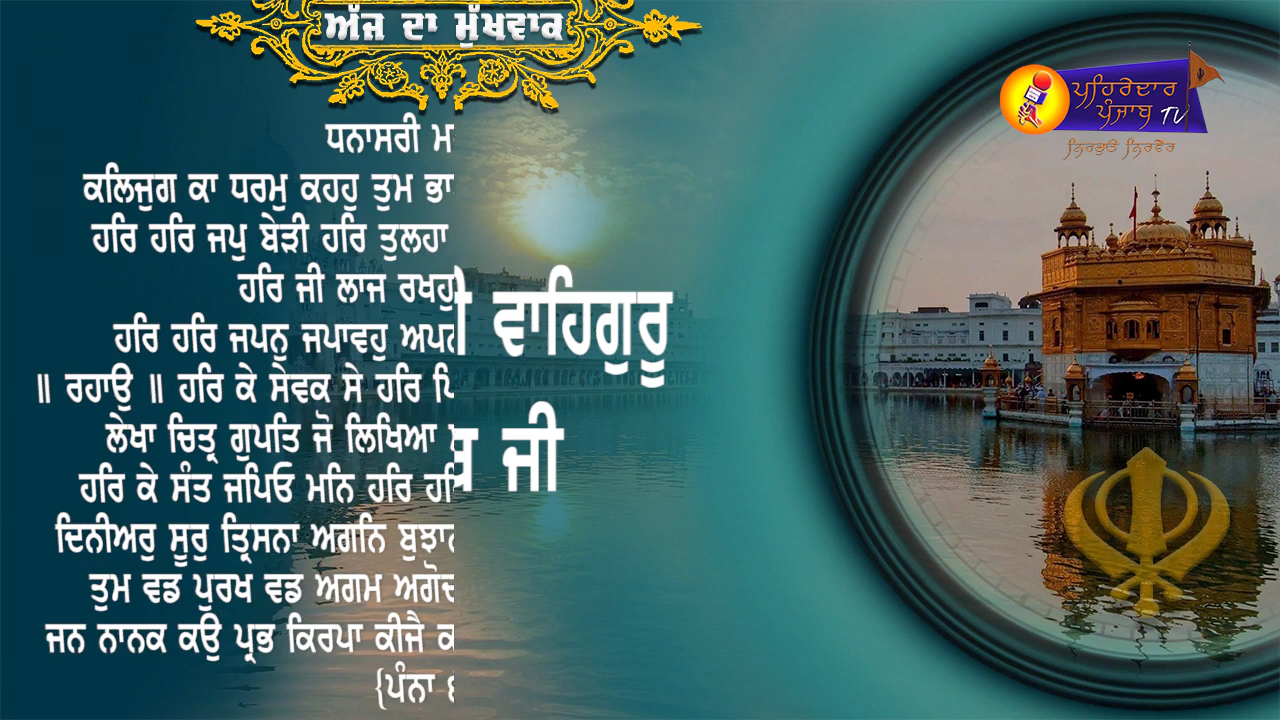 ਅੱਜ ਦਾ ਮੁੱਖਵਾਕ
ਪਹਿਰੇਦਾਰ
ਪੰਜਾਬ TV
ਨਿਰਭਉ ਨਿਰਵੈਰ
ਧਨਾਸਰੀ
ਕਲਿਜੁਗ ਕਾ ਧਰਮੁ ਕਹਹੁ ਤੁਮ
ਹਰਿ ਹਰਿ ਜਪੁ ਬੇੜੀ ਹਰਿ ਤੁਲਹਾ
ਹਰਿ ਜੀ ਲਾਜ ਰਖਹੁ
ਹਰਿ ਹਰਿ ਜਪਨੁ ਜਪਾਵਹੁ
॥ ਰਹਾਉ ॥ ਹਰਿ ਕੇ ਸੇਵਕ ਸੇ ਹਰਿ
ਲੇਖਾ ਚਿਤ੍ਰ ਗੁਪਤਿ ਜੋ ਲਿਖਿਆ
ਹਰਿ ਕੇ ਸੰਤ ਜਪਿਓ ਮਨਿ ਹਰਿ
ਦਿਨੀਅਰੁ ਸੂਰੁ ਤ੍ਰਿਸਨਾ ਅਗਨਿ
ਤੁਮ ਵਡ ਪੁਰਖ ਵਡ ਅਗਮ
ਜਨ ਨਾਨਕ ਕਉ ਪ੍ਰਭ ਕਿਰਪਾ ਕੀਜੈ
{ਪੰਨਾ
ਵਾਹਿਗੁਰੂ
ਜੀ